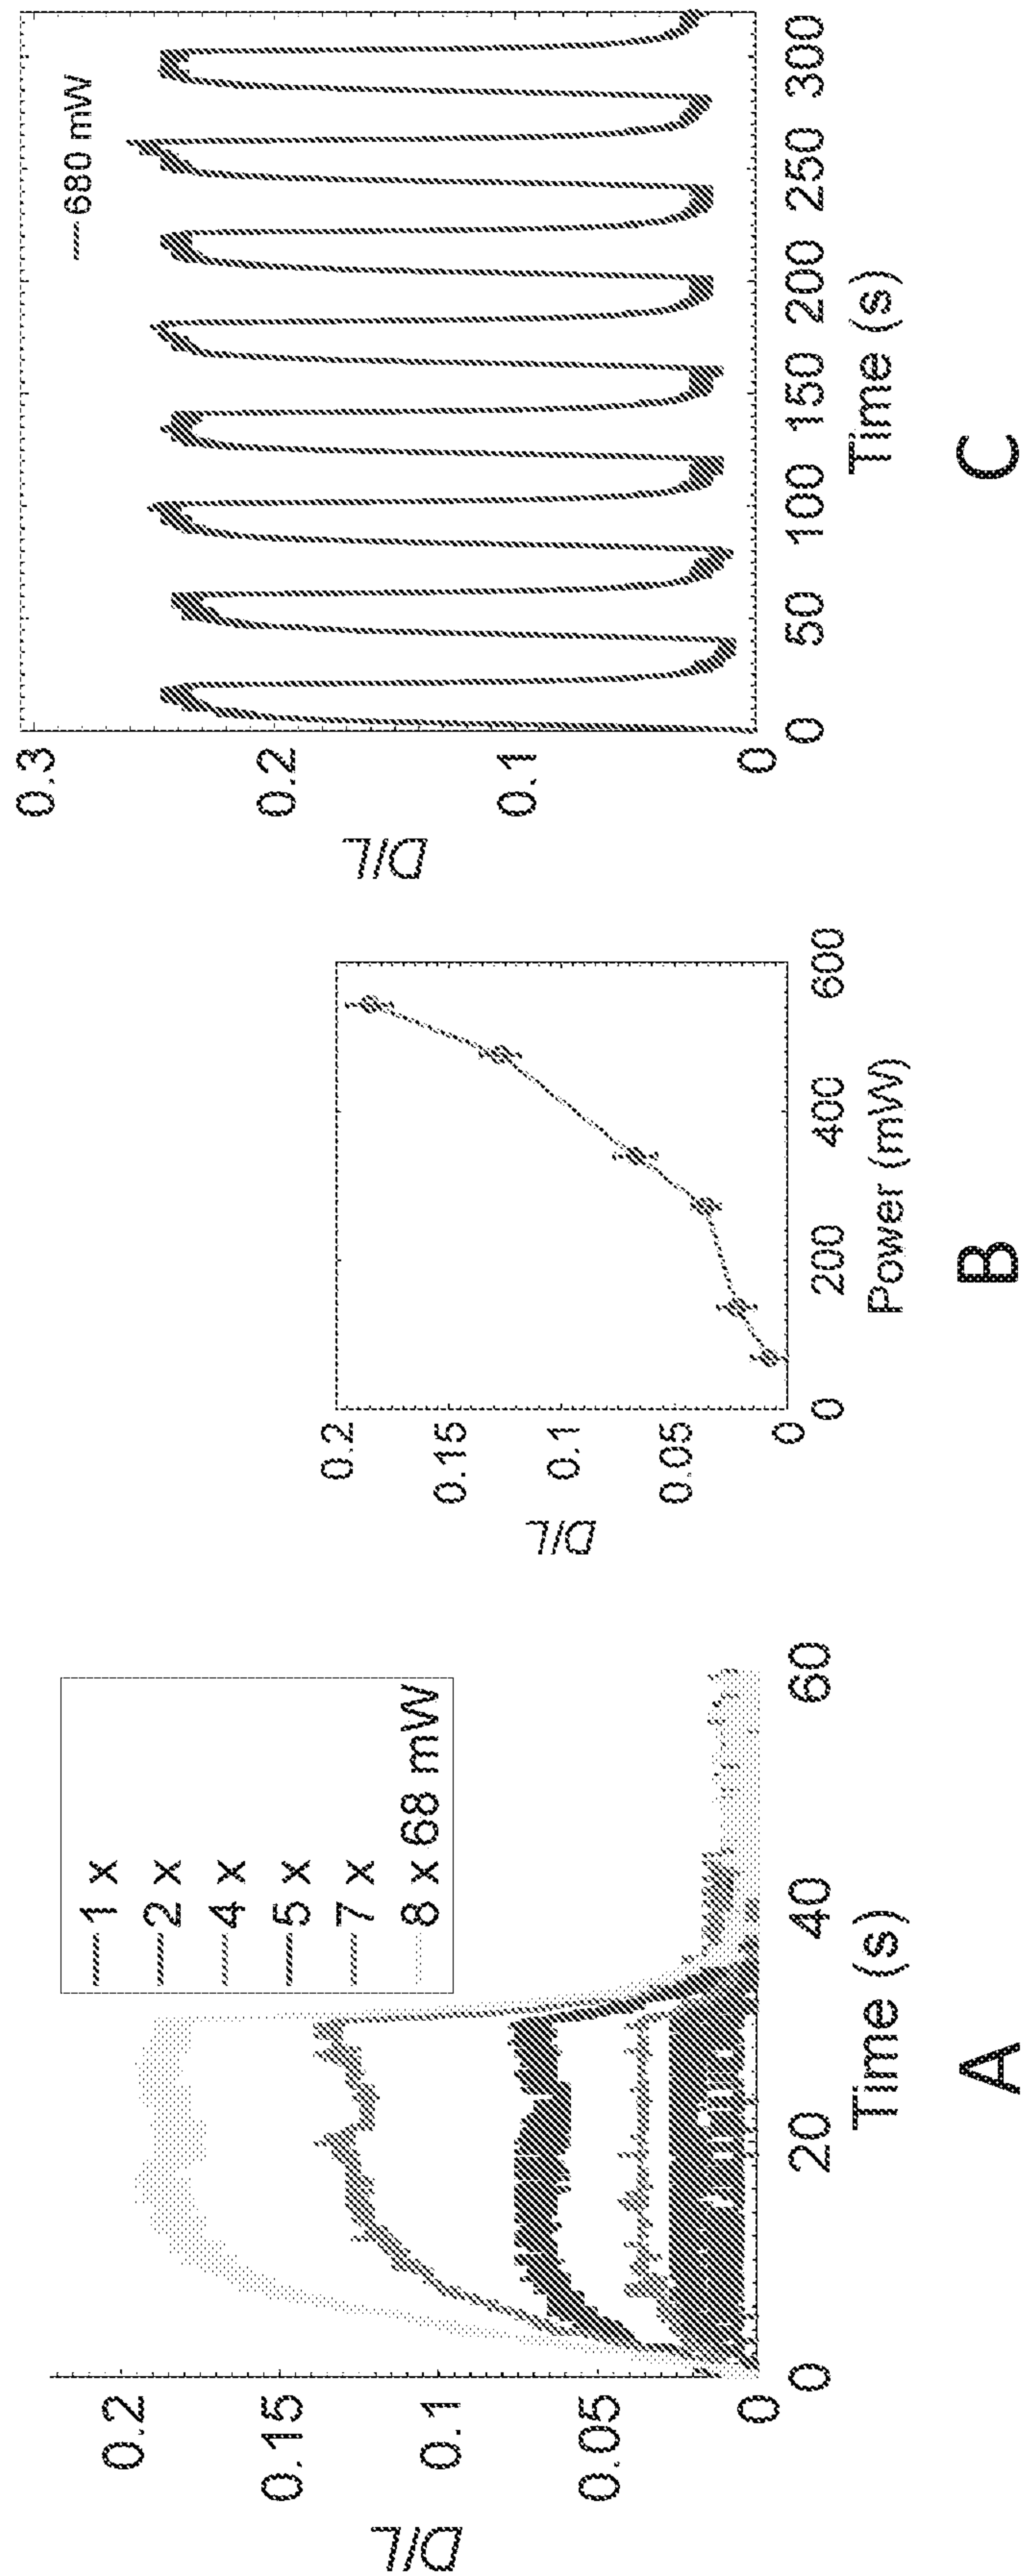 D/L
0.2
0.15
0.1
0.05
0
0 20 40 60
Time (s)
1 x
2 x
4 x
5 x
7 x
8 x 68 mW
A
D/L
0.2
0.15
0.1
0.05
0
0 200 400 600
Power (mW)
B
D/L
0.3
0.2
0.1
0
0 50 100 150 200 250 300
Time (s)
680 mW
C